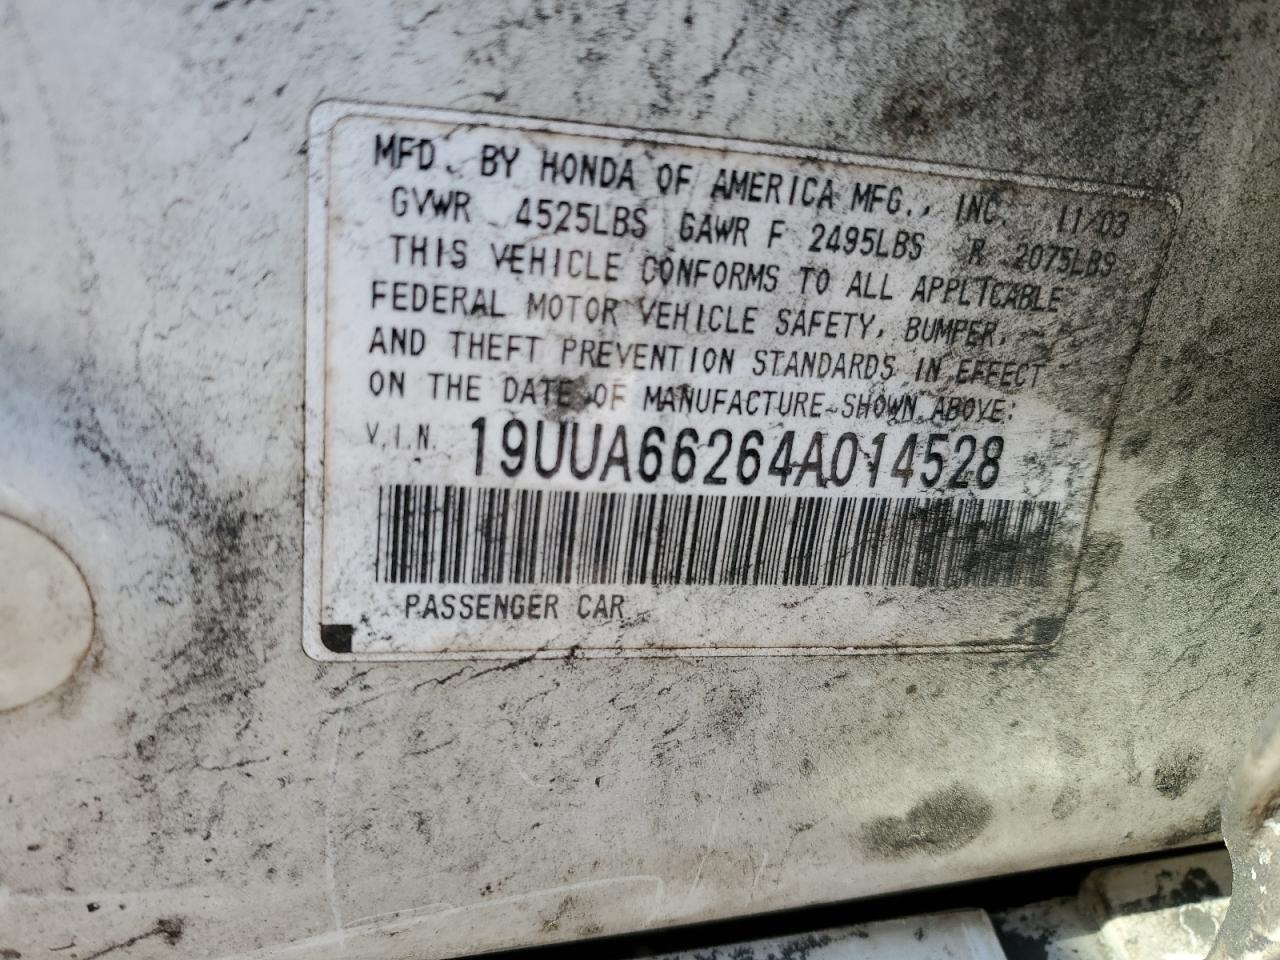 MFD. BY HONDA OF AMERICA MFG., INC. 11/03
GVWR 4525LBS GAWR F 2495LBS R 2075LBS
THIS VEHICLE CONFORMS TO ALL APPLICABLE
FEDERAL MOTOR VEHICLE SAFETY, BUMPER,
AND THEFT PREVENTION STANDARDS IN EFFECT
ON THE DATE OF MANUFACTURE SHOWN ABOVE:
V.I.N. 19UUA66264A014528
PASSENGER CAR